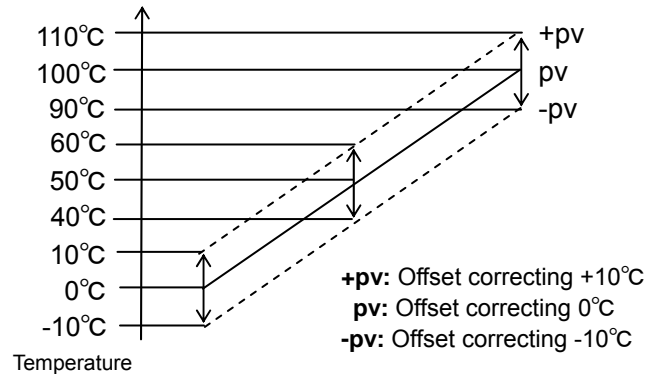 110℃
+pv
100℃
pv
90℃
-pv
60℃
50℃
40℃
10℃
+pv: Offset correcting +10℃
0℃
pv: Offset correcting 0℃
-10℃
-pv: Offset correcting -10℃
Temperature